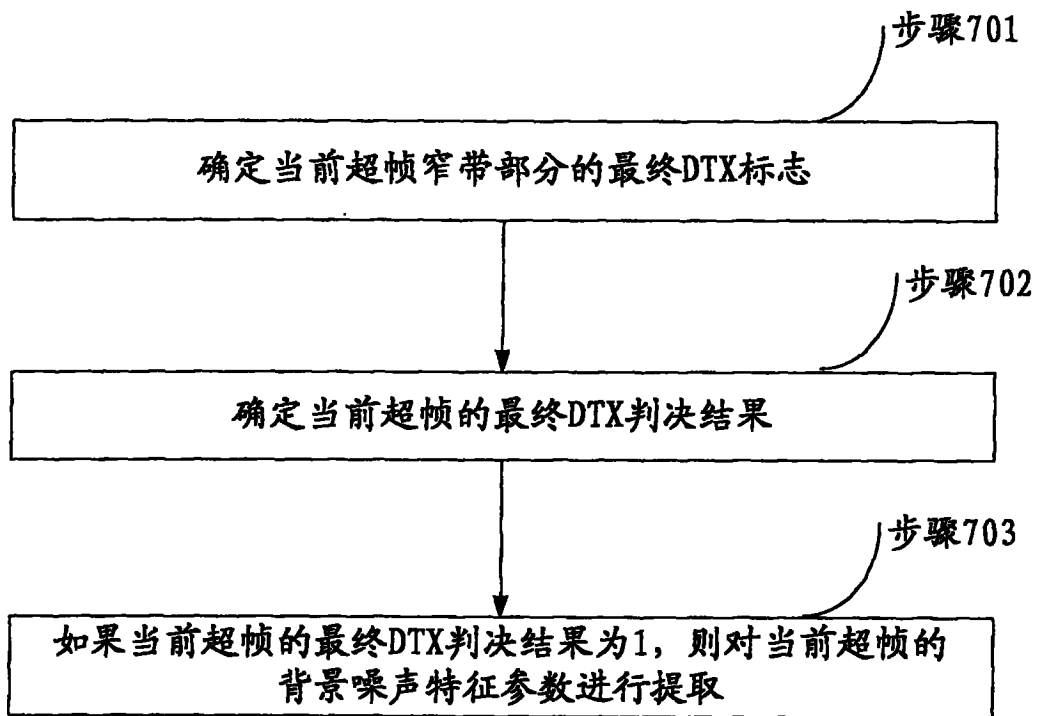 步骤701
确定当前超帧窄带部分的最终DTX标志
步骤702
确定当前超帧的最终DTX判决结果
步骤703
如果当前超帧的最终DTX判决结果为1，则对当前超帧的
背景噪声特征参数进行提取